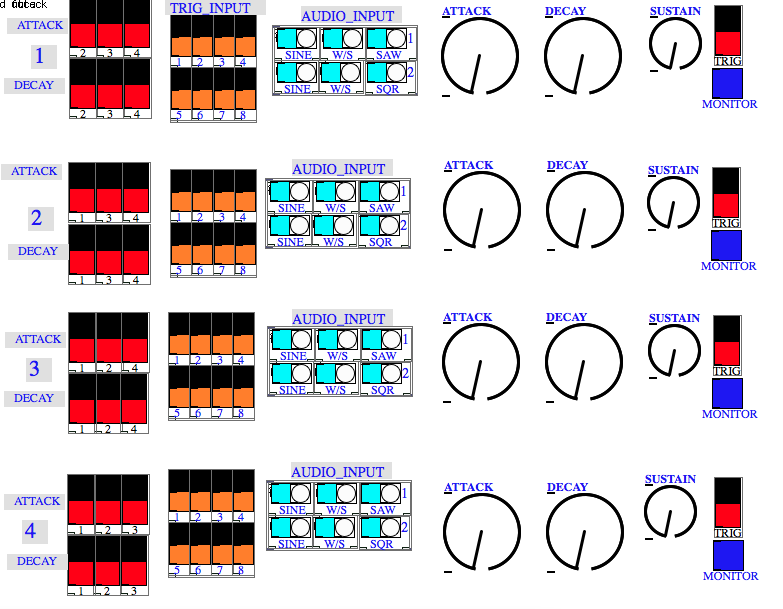 TRIG_INPUT
AUDIO_INPUT
ATTACK DECAY SUSTAIN
ATTACK
1
2 3 4 1 2 3 4 SINE W/S SAW 1
TRIG
DECAY
SINE W/S SQR 2
MONITOR
2 3 4 5 6 7 8
ATTACK
AUDIO_INPUT
ATTACK DECAY SUSTAIN
1 3 4 1 2 3 4 SINE W/S SAW 1
2
TRIG
DECAY
SINE W/S SQR 2
MONITOR
1 3 4 5 6 7 8
AUDIO_INPUT
ATTACK DECAY SUSTAIN
ATTACK
1 2 4 1 2 3 4 SINE W/S SAW 1
3
TRIG
DECAY
SINE W/S SQR 2
MONITOR
1 2 4 5 6 7 8
AUDIO_INPUT
ATTACK DECAY SUSTAIN
ATTACK
1 2 3 1 2 3 4 SINE W/S SAW 1
4
TRIG
DECAY
SINE W/S SQR 2
MONITOR
1 2 3 5 6 7 8